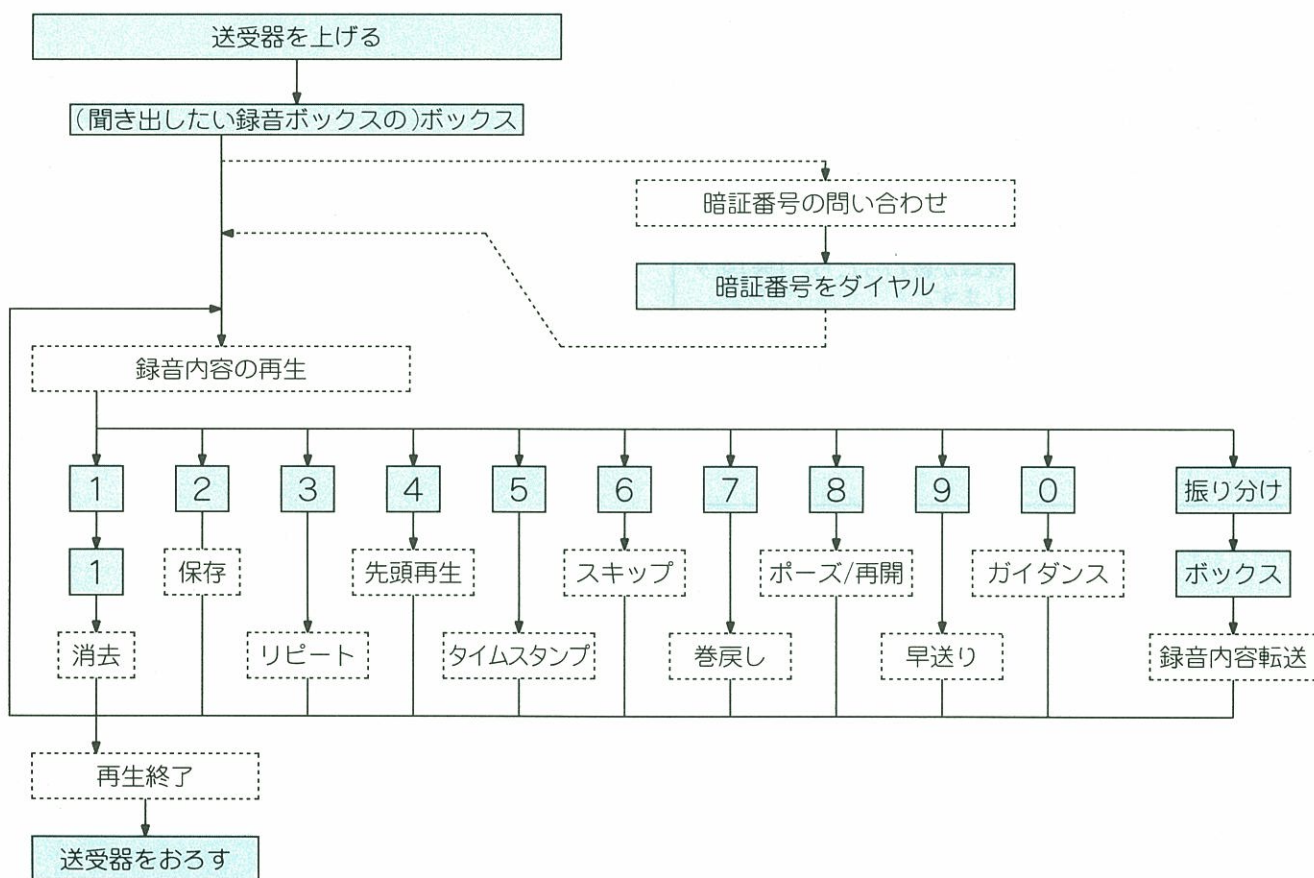 送受器を上げる
(聞き出したい録音ボックスの)ボックス
暗証番号の問い合わせ
暗証番号をダイヤル
録音内容の再生
1 2 3 4 5 6 7 8 9 0 振り分け
1 保存 先頭再生 スキップ ポーズ/再開 ガイダンス ボックス
消去 リピート タイムスタンプ 巻戻し 早送り 録音内容転送
再生終了
送受器をおろす